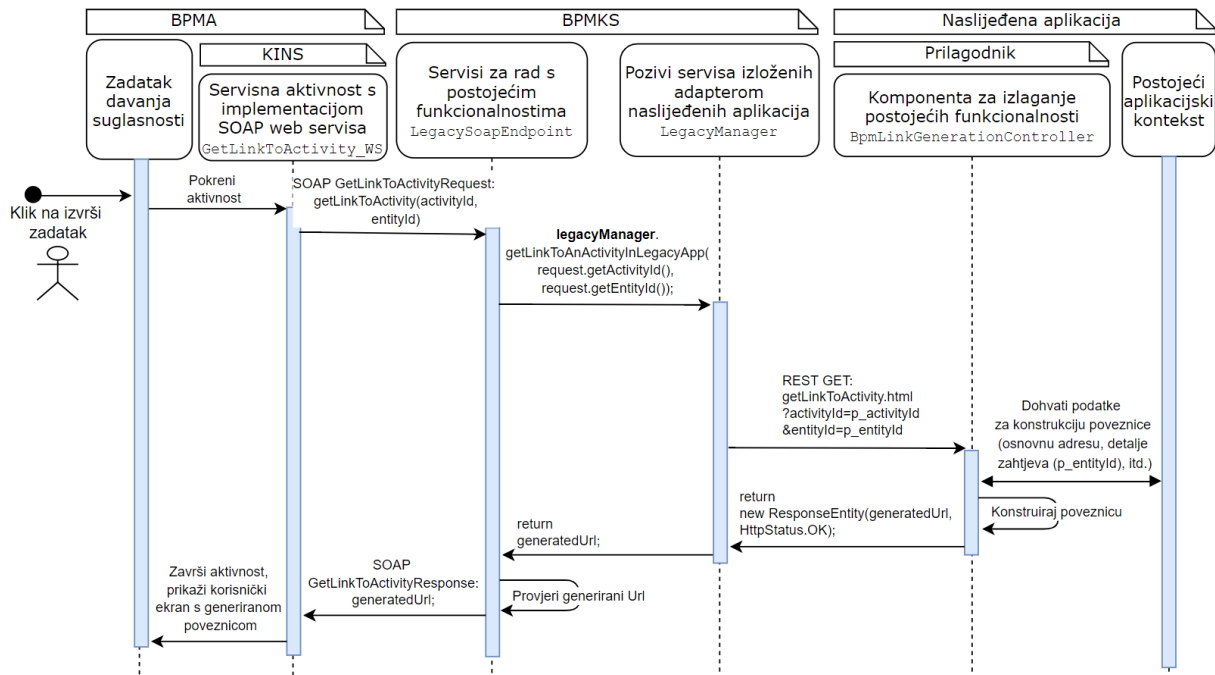 BPMA
BPMKS
Naslijeđena aplikacija
KINS
Prilagodnik
Zadatak
davanja
suglasnosti
Servisna aktivnost s
implementacijom
SOAP web servisa
GetLinkToActivity_WS
Servisi za rad s
postojećim
funkcionalnostima
LegacySoapEndpoint
Pozivi servisa izloženih
adapterom
naslijeđenih aplikacija
LegacyManager
Komponenta za izlaganje
postojećih funkcionalnosti
BpmLinkGenerationController
Postojeći
aplikacijski
kontekst
Klik na izvrši
zadatak
Pokreni
aktivnost
SOAP GetLinkToActivityRequest:
getLinkToActivity(activityId,
entityId)
legacyManager.
getLinkToAnActivityInLegacyApp(
request.getActivityId(),
request.getEntityId());
REST GET:
getLinkToActivity.html
?activityId=p_activityId
&entityId=p_entityId
Dohvati podatke
za konstrukciju poveznice
(osnovnu adresu, detalje
zahtjeva (p_entityId), itd.)
Konstruiraj poveznicu
return
new ResponseEntity(generatedUrl,
HttpStatus.OK);
return
generatedUrl;
Provjeri generirani Url
SOAP
GetLinkToActivityResponse:
generatedUrl;
Završi aktivnost,
prikaži korisnički
ekran s generiranom
poveznicom